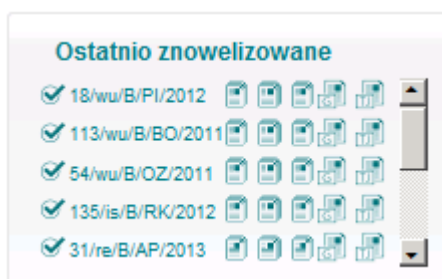 Ostatnio znowelizowane
18/wu/B/PI/2012
113/wu/B/BO/2011
54/wu/B/OZ/2011
135/is/B/RK/2012
31/re/B/AP/2013